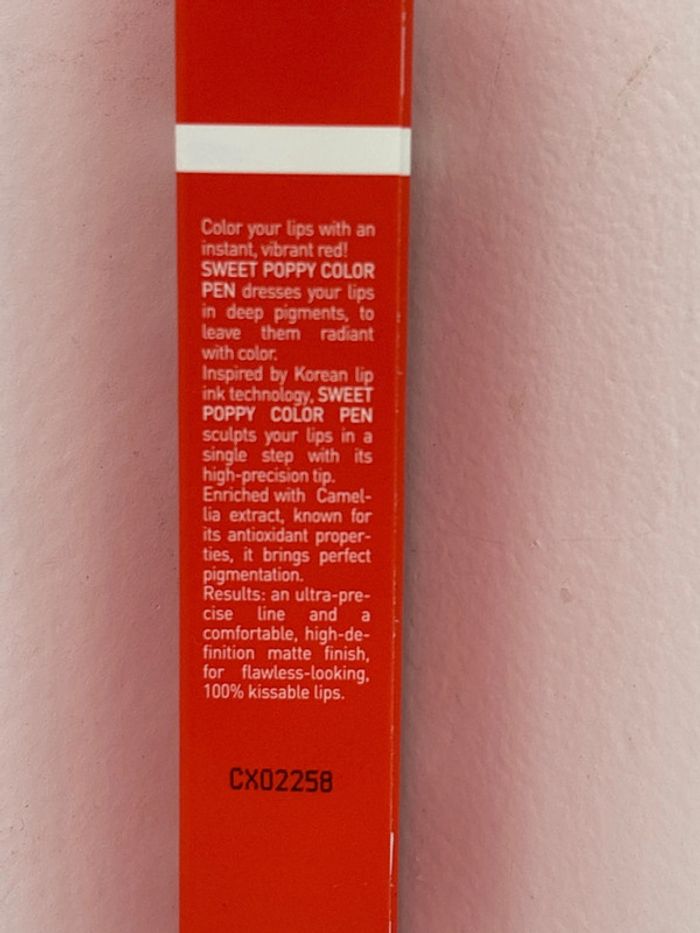 Color your lips with an
instant, vibrant red!
SWEET POPPY COLOR
PEN dresses your lips
in deep pigments, to
leave them radiant
with color.
Inspired by Korean lip
ink technology, SWEET
POPPY COLOR PEN
sculpts your lips in a
single step with its
high-precision tip.
Enriched with Camel-
lia extract, known for
its antioxidant proper-
ties, it brings perfect
pigmentation.
Results: an ultra-pre-
cise line and a
comfortable, high-de-
finition matte finish,
for flawless-looking,
100% kissable lips.
CX02258